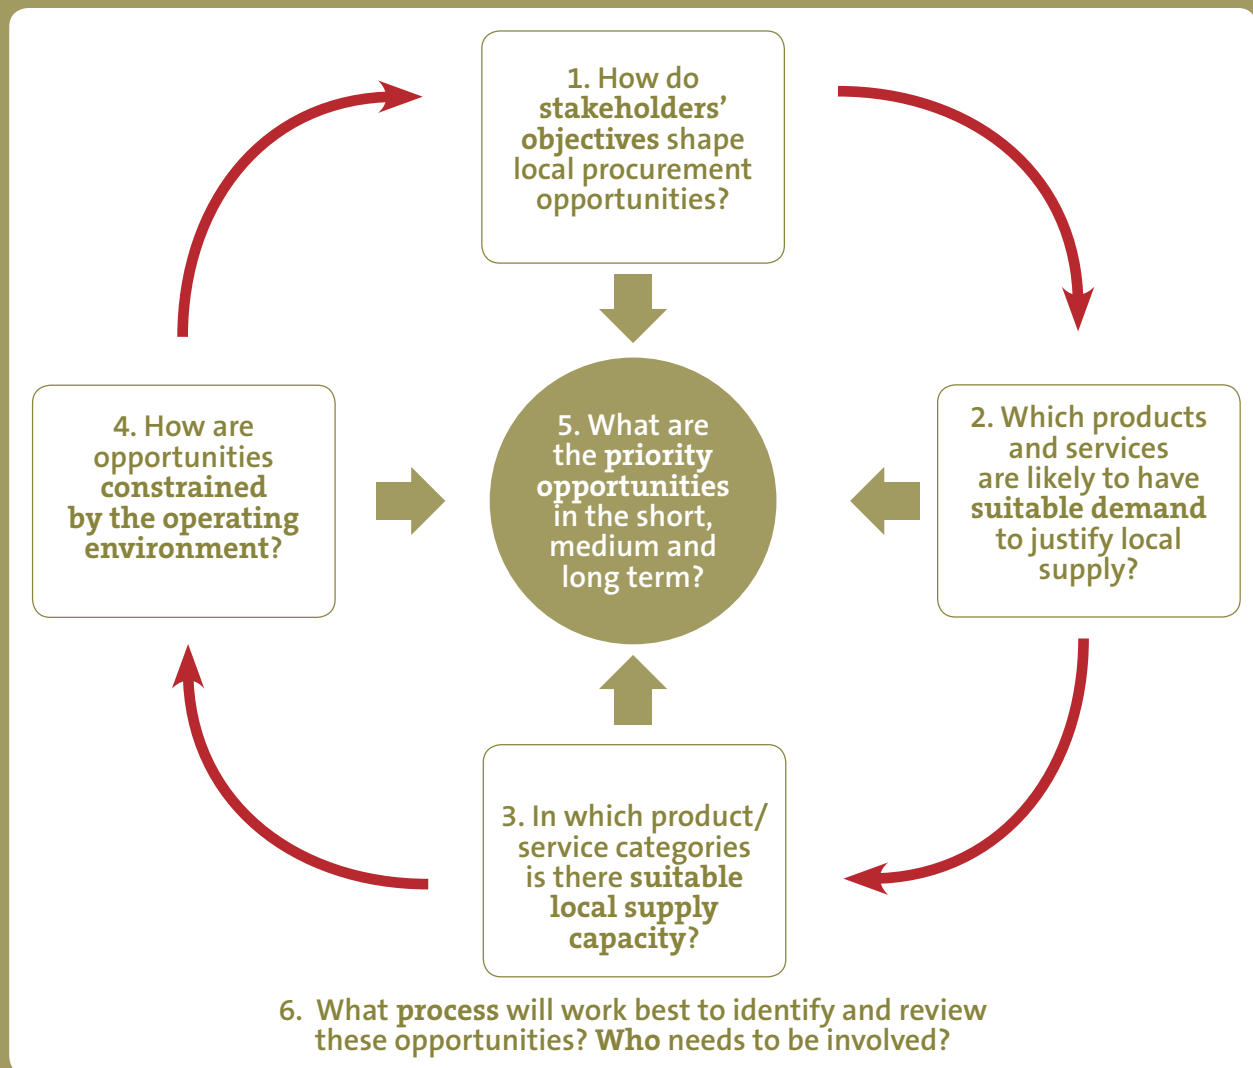 1. How do
stakeholders’
objectives shape
local procurement
opportunities?
2. Which products
and services
are likely to have
suitable demand
to justify local
supply?
3. In which product/
service categories
is there suitable
local supply
capacity?
4. How are
opportunities
constrained
by the operating
environment?
5. What are
the priority
opportunities
in the short,
medium and
long term?
6. What process will work best to identify and review
these opportunities? Who needs to be involved?